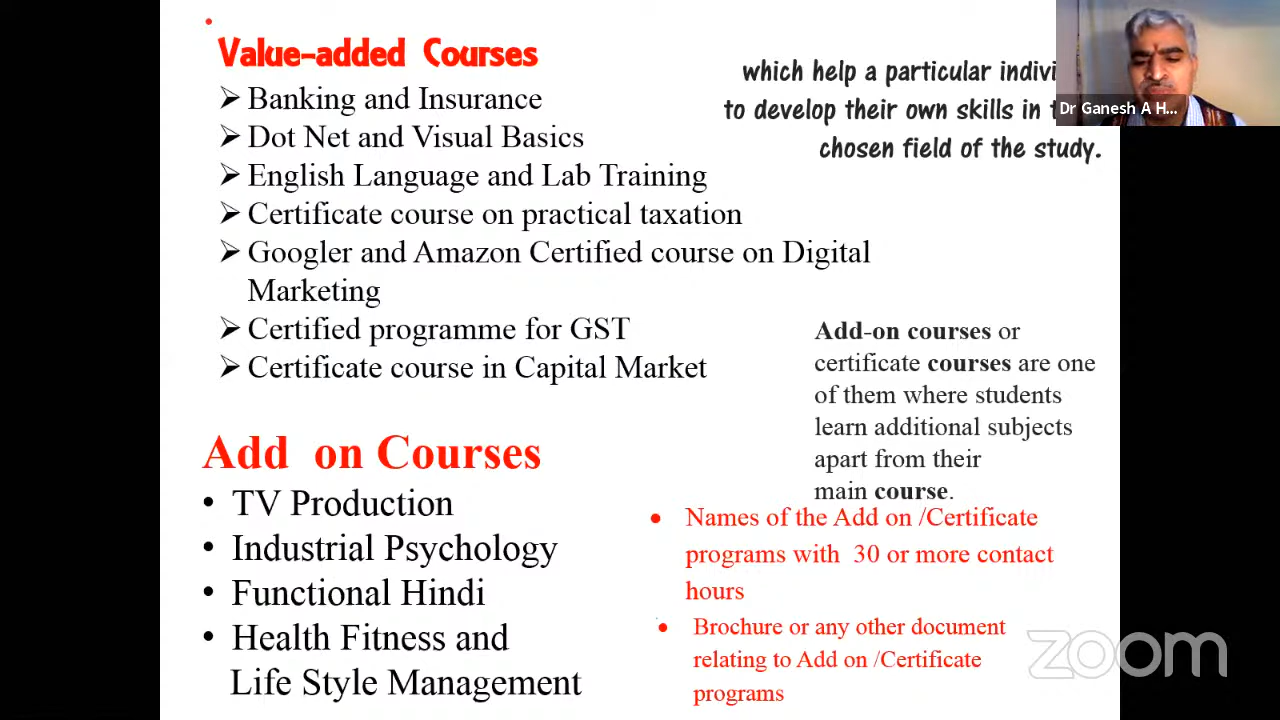 Value-added Courses
Banking and Insurance
Dot Net and Visual Basics
English Language and Lab Training
Certificate course on practical taxation
Googler and Amazon Certified course on Digital
Marketing
Certified programme for GST
Certificate course in Capital Market
which help a particular
to develop their own skills in
chosen field of the study.
Dr Ganesh A H...
Add-on courses or
certificate courses are one
of them where students
learn additional subjects
apart from their
main course.
Add on Courses
• TV Production
• Industrial Psychology
• Functional Hindi
• Health Fitness and
Life Style Management
• Names of the Add on /Certificate
programs with 30 or more contact
hours
• Brochure or any other document
relating to Add on /Certificate
programs
zoom